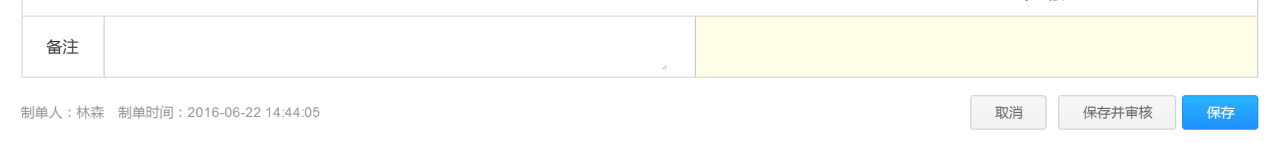 备注
制单人：林森 制单时间：2016-06-22 14:44:05
取消 保存并审核 保存